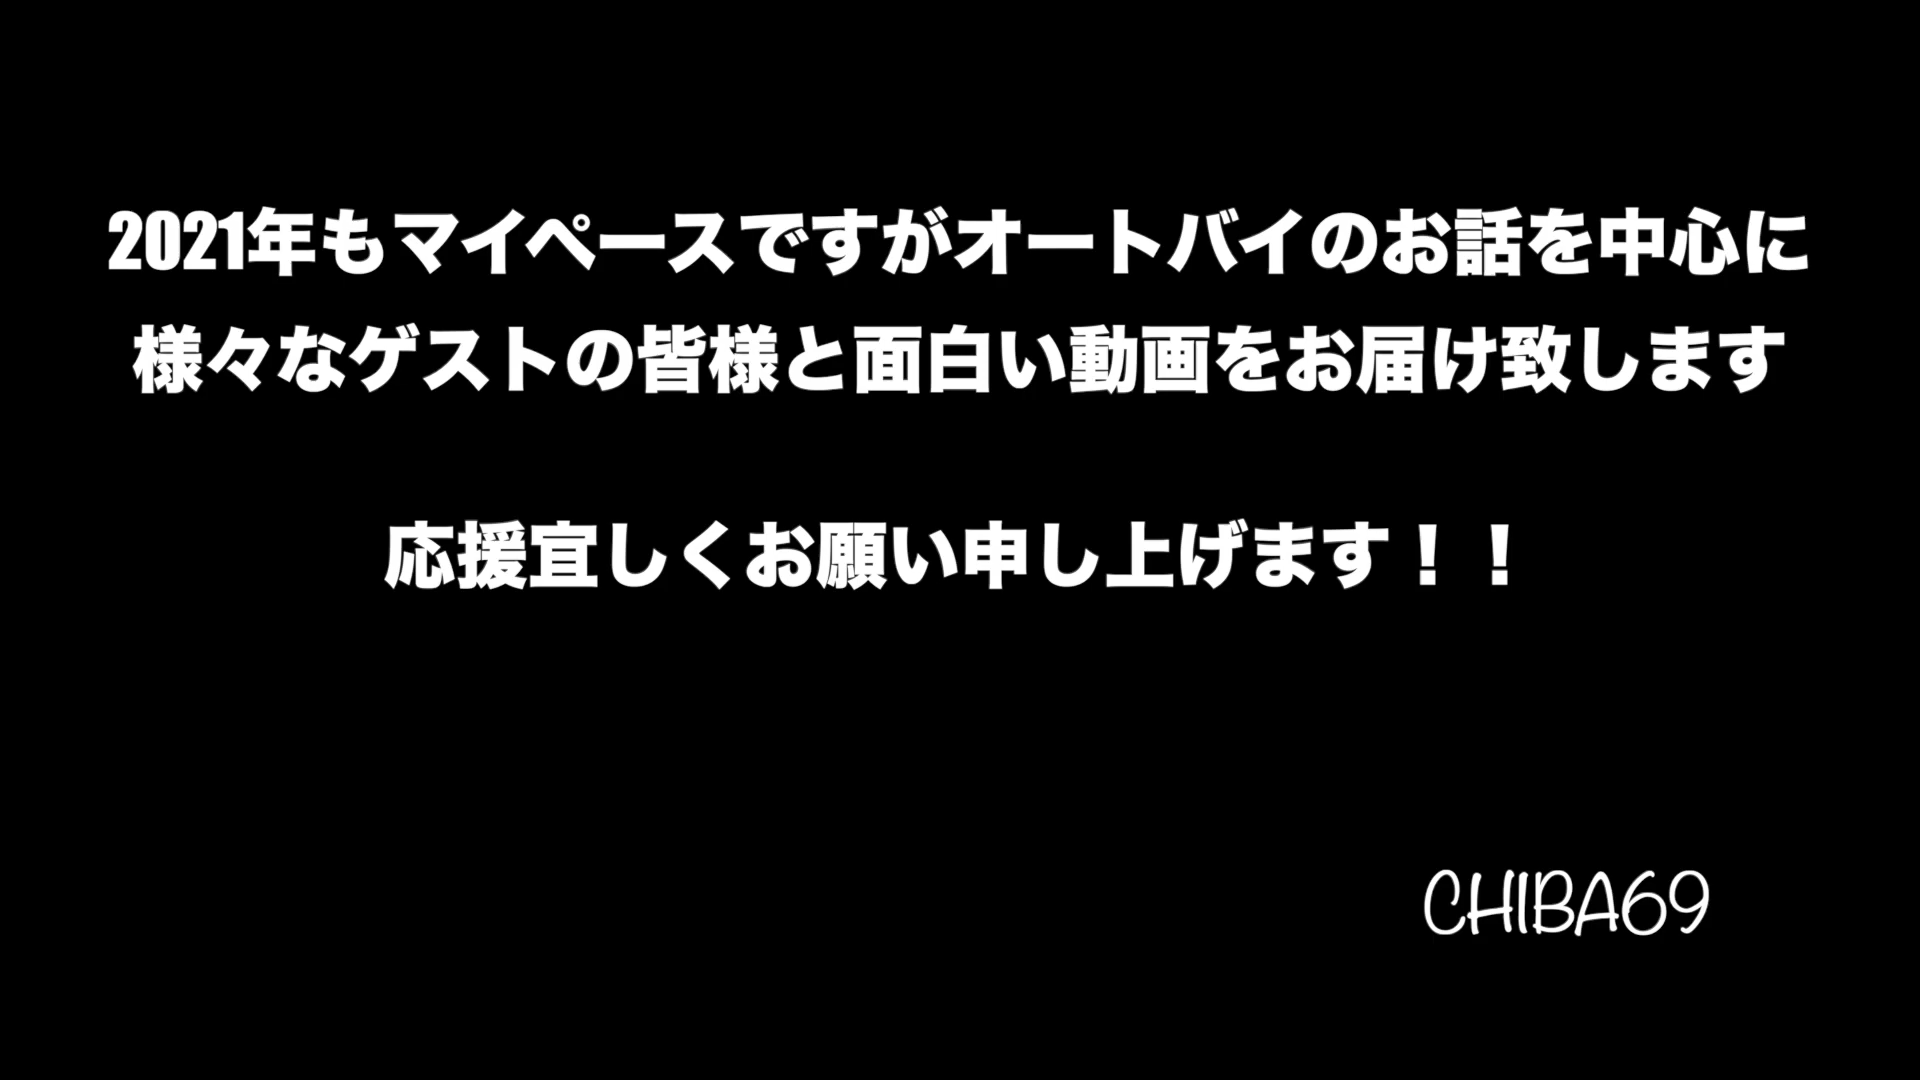 2021年もマイペースですがオートバイのお話を中心に
様々なゲストの皆様と面白い動画をお届け致します
応援宜しくお願い申し上げます！！
CHIBA69